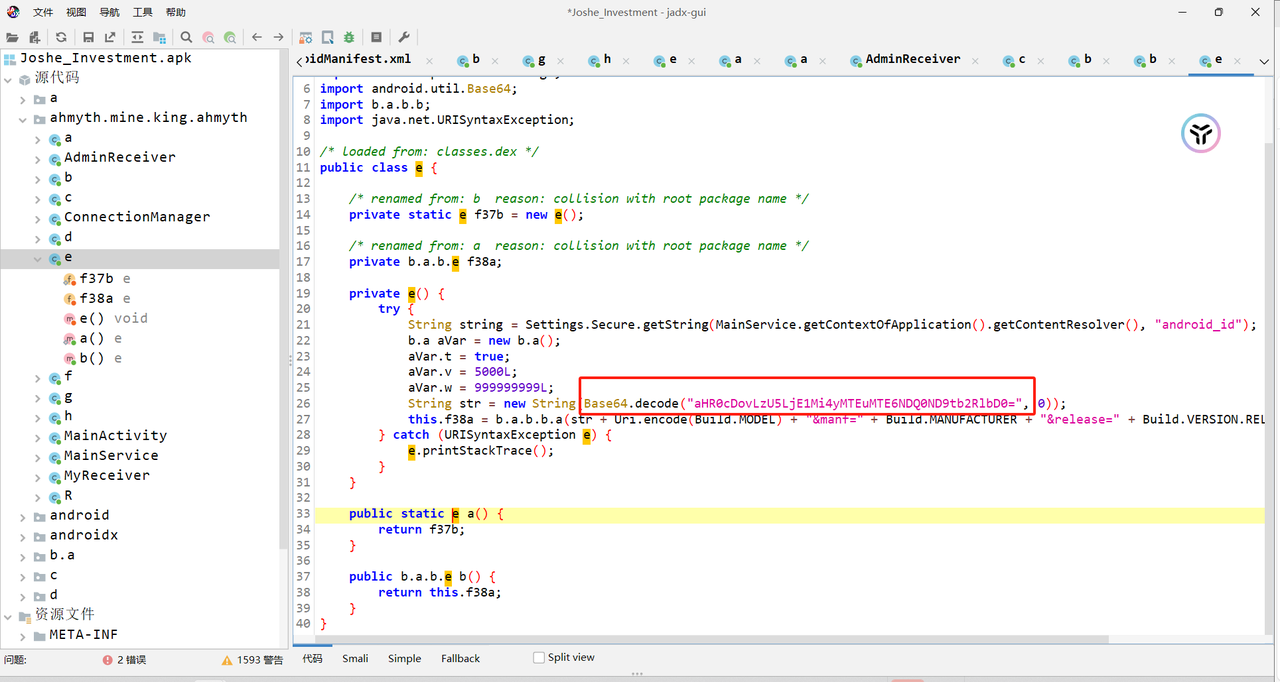 *Joshe_Investment - jadx-gui
文件 视图 导航 工具 帮助
Joshe_Investment.apk
源代码
a
ahmyth.mine.king.ahmyth
a
AdminReceiver
b
c
ConnectionManager
d
e
f37b e
f38a e
e() void
a() e
b() e
f
g
h
MainActivity
MainService
MyReceiver
R
android
androidx
b.a
c
d
资源文件
META-INF
oidManifest.xml b g h e a a AdminReceiver c b b e
6 import android.util.Base64;
7 import b.a.b.b;
8 import java.net.URISyntaxException;
9
10 /* loaded from: classes.dex */
11 public class e {
12
13 /* renamed from: b  reason: collision with root package name */
14 private static e f37b = new e();
15
16 /* renamed from: a  reason: collision with root package name */
17 private b.a.b.e f38a;
18
19 private e() {
20 try {
21 String string = Settings.Secure.getString(MainService.getContextOfApplication().getContentResolver(), "android_id");
22 b.a aVar = new b.a();
23 aVar.t = true;
24 aVar.v = 5000L;
25 aVar.w = 999999999L;
26 String str = new String(Base64.decode("aHR0cDovLzU5LjE1Mi4yMTEuMTE6NDQ0ND9tb2RlbD0=", 0));
27 this.f38a = b.a.b.b.a(str + Uri.encode(Build.MODEL) + "&manf=" + Build.MANUFACTURER + "&release=" + Build.VERSION.REL
28 } catch (URISyntaxException e) {
29 e.printStackTrace();
30 }
31 }
32
33 public static e a() {
34 return f37b;
35 }
36
37 public b.a.b.e b() {
38 return this.f38a;
39 }
40 }
问题: 2 错误 1593 警告 代码 Smali Simple Fallback Split view